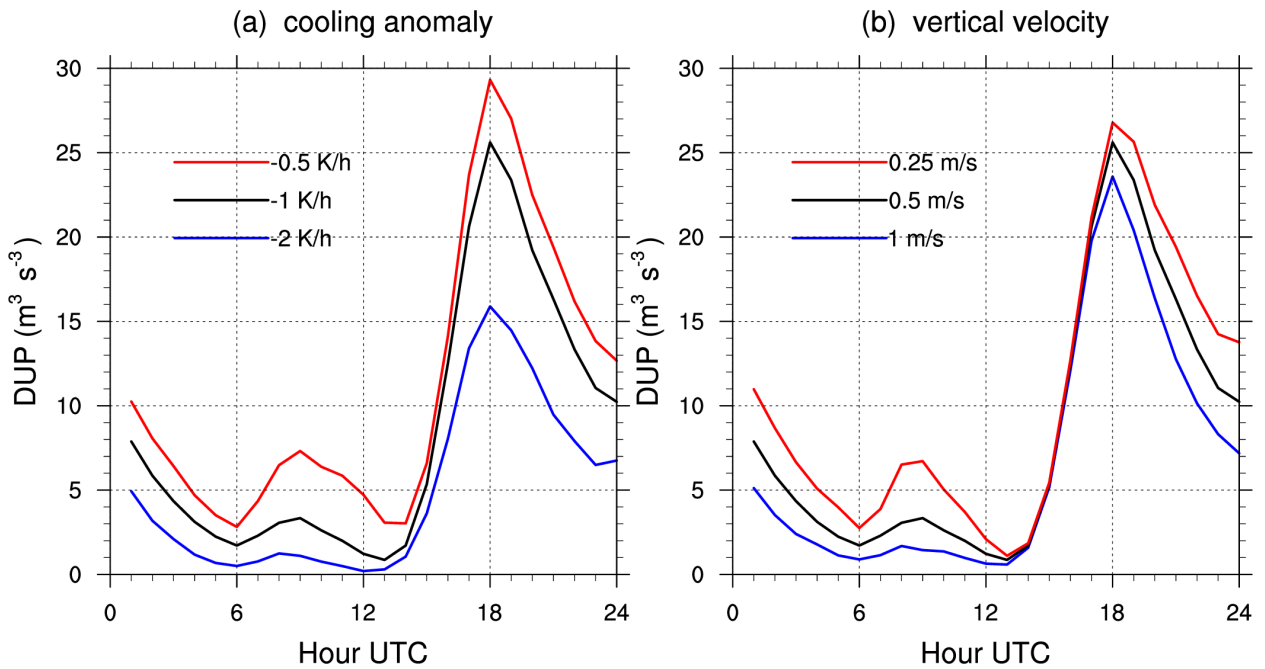 (a) cooling anomaly
DUP (m³ s⁻³)
30
25
20
15
10
5
0
-0.5 K/h
-1 K/h
-2 K/h
0 6 12 18 24
Hour UTC
(b) vertical velocity
DUP (m³ s⁻³)
30
25
20
15
10
5
0
0.25 m/s
0.5 m/s
1 m/s
0 6 12 18 24
Hour UTC